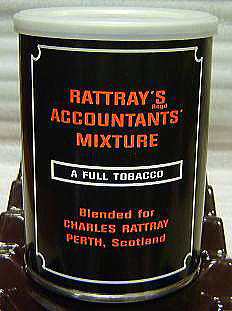 RATTRAY'S
Regd
ACCOUNTANTS'
MIXTURE
A FULL TOBACCO
Blended for
CHARLES RATTRAY
PERTH, Scotland